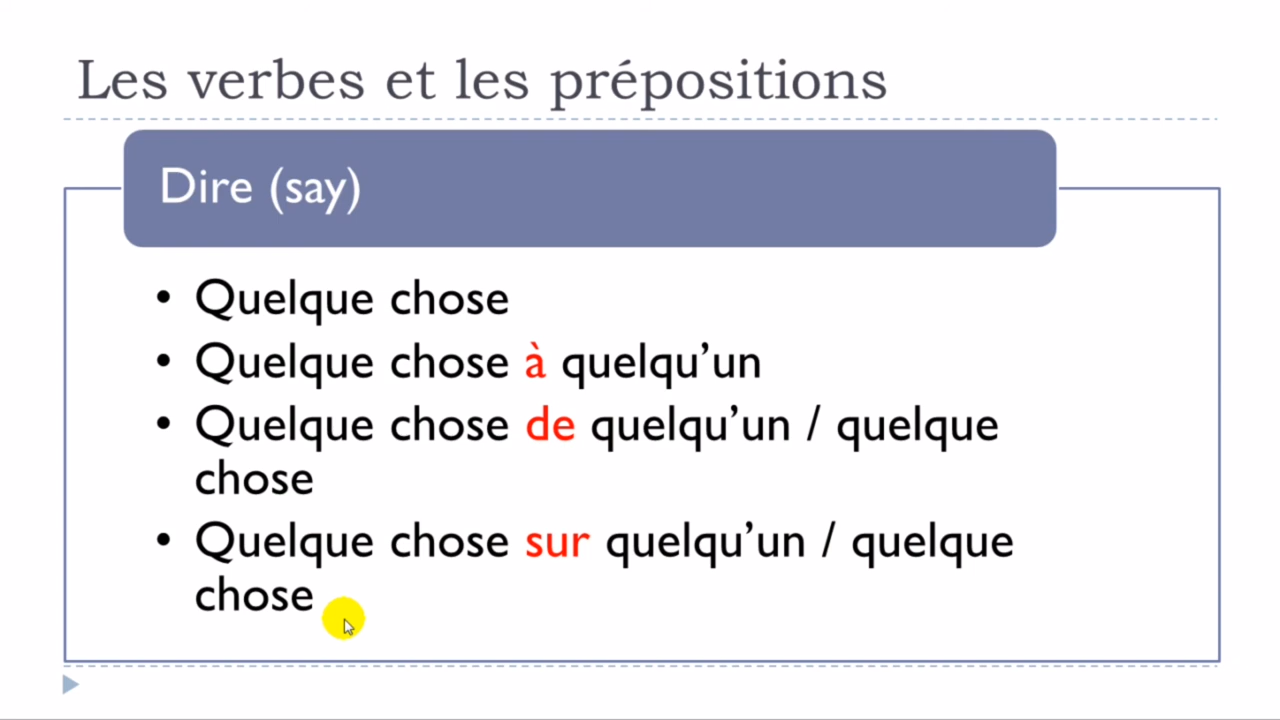 Les verbes et les prépositions
Dire (say)
• Quelque chose
• Quelque chose à quelqu’un
• Quelque chose de quelqu’un / quelque
chose
• Quelque chose sur quelqu’un / quelque
chose